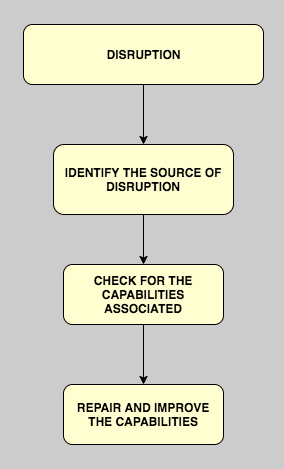 DISRUPTION
IDENTIFY THE SOURCE OF
DISRUPTION
CHECK FOR THE
CAPABILITIES
ASSOCIATED
REPAIR AND IMPROVE
THE CAPABILITIES